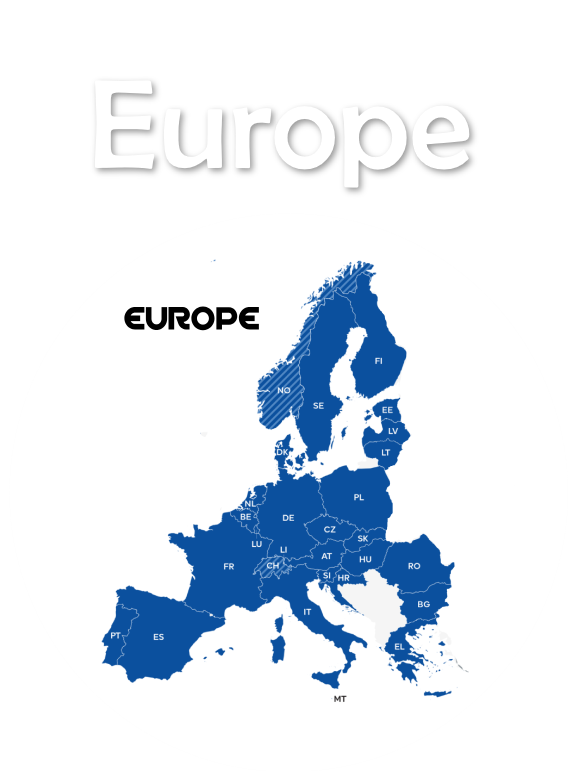 Europe
EUROPE
FI
NO
SE
EE
LV
LT
DK
PL
NL
BE
DE
CZ
SK
LU
LI
AT
HU
FR
CH
SI
HR
RO
IT
BG
PT
ES
EL
MT